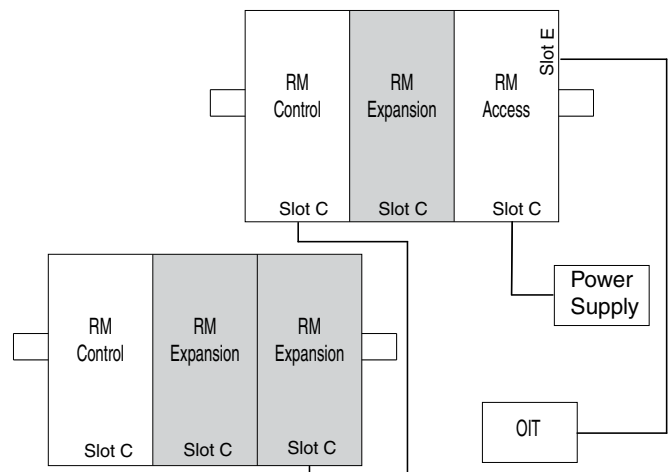 Slot E
RM
Control
RM
Expansion
RM
Access
Slot C
Slot C
Slot C
Power
Supply
RM
Control
RM
Expansion
RM
Expansion
Slot C
Slot C
Slot C
OIT